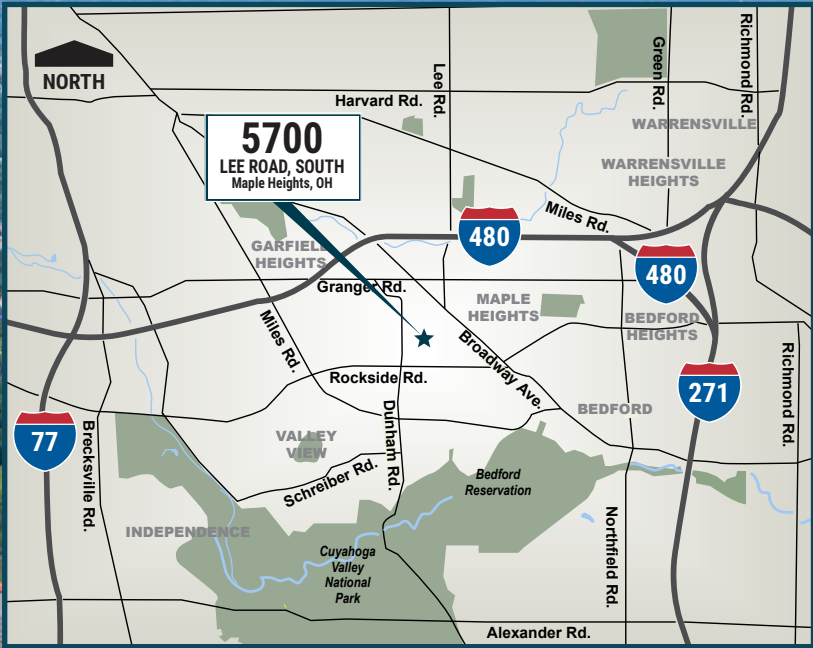 NORTH
5700
LEE ROAD, SOUTH
Maple Heights, OH
Harvard Rd.
Lee Rd.
Green Rd.
Richmond Rd.
WARRENSVILLE
WARRENSVILLE
HEIGHTS
Miles Rd.
480
480
GARFIELD
HEIGHTS
Granger Rd.
MAPLE
HEIGHTS
BEDFORD
HEIGHTS
Miles Rd.
Broadway Ave.
Rockside Rd.
Richmond Rd.
271
Dunham Rd.
BEDFORD
77
Brecksville Rd.
VALLEY
VIEW
Schreiber Rd.
Bedford
Reservation
INDEPENDENCE
Northfield Rd.
Cuyahoga
Valley
National
Park
Alexander Rd.